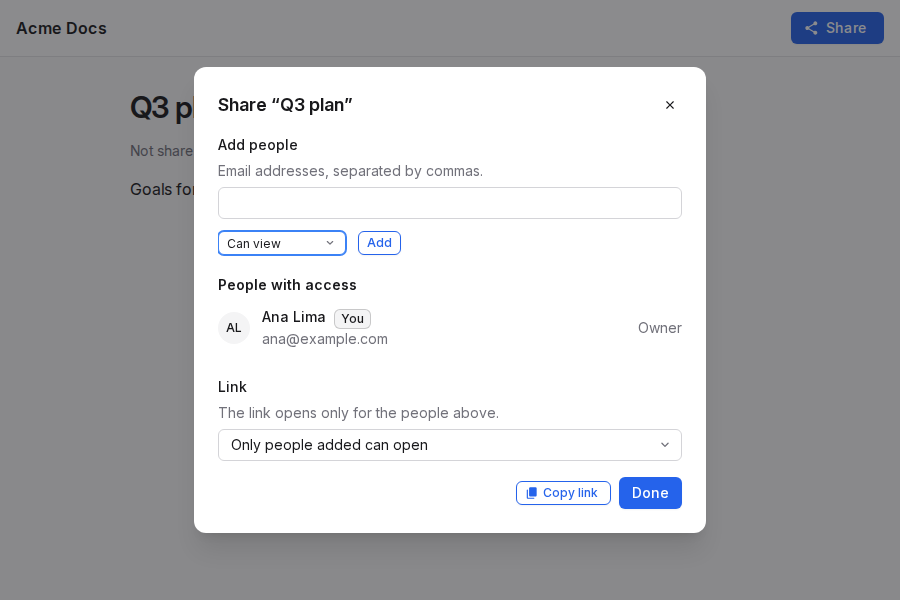 Acme Docs
Share
Q3 p
Not share
Goals for
Share “Q3 plan”
Add people
Email addresses, separated by commas.
Can view
Add
People with access
AL
Ana Lima
You
ana@example.com
Owner
Link
The link opens only for the people above.
Only people added can open
Copy link
Done